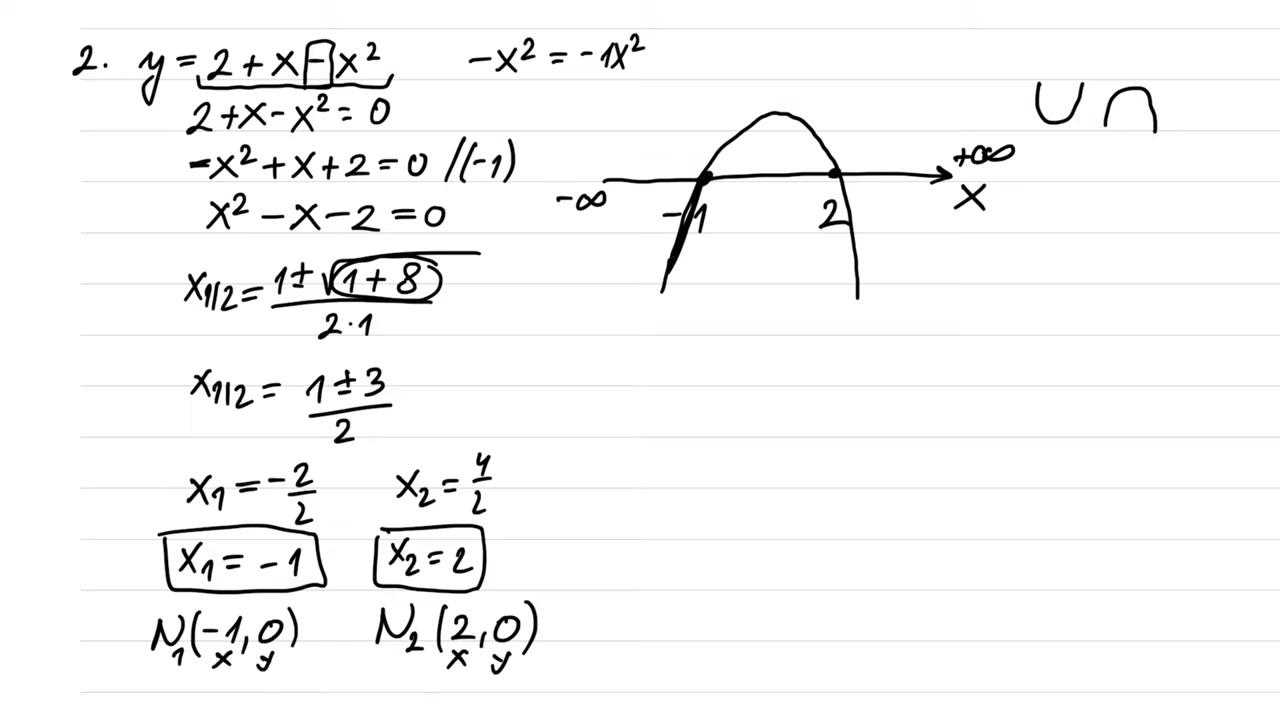 2. y = 2 + x - x² -x² = -1x²
2 + x - x² = 0
-x² + x + 2 = 0 //(-1)
x² - x - 2 = 0
x1/2 = (1 ± √(1 + 8)) / (2 · 1)
x1/2 = (1 ± 3) / 2
x₁ = -2/2 x₂ = 4/2
x₁ = -1 x₂ = 2
N₁(-1, 0) N₂(2, 0)
x y x y
+∞
-∞ x
-1 2